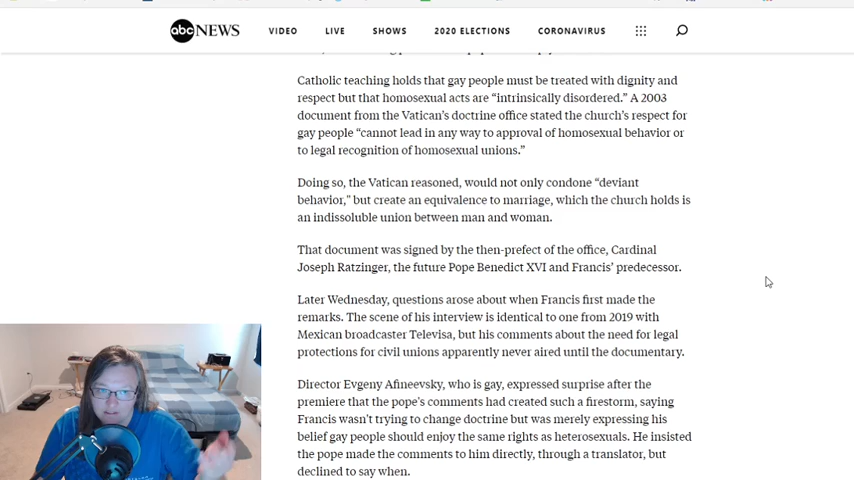 abc NEWS VIDEO LIVE SHOWS 2020 ELECTIONS CORONAVIRUS
Catholic teaching holds that gay people must be treated with dignity and
respect but that homosexual acts are “intrinsically disordered.” A 2003
document from the Vatican’s doctrine office stated the church’s respect for
gay people “cannot lead in any way to approval of homosexual behavior or
to legal recognition of homosexual unions.”
Doing so, the Vatican reasoned, would not only condone “deviant
behavior,” but create an equivalence to marriage, which the church holds is
an indissoluble union between man and woman.
That document was signed by the then-prefect of the office, Cardinal
Joseph Ratzinger, the future Pope Benedict XVI and Francis’ predecessor.
Later Wednesday, questions arose about when Francis first made the
remarks. The scene of his interview is identical to one from 2019 with
Mexican broadcaster Televisa, but his comments about the need for legal
protections for civil unions apparently never aired until the documentary.
Director Evgeny Afineevsky, who is gay, expressed surprise after the
premiere that the pope’s comments had created such a firestorm, saying
Francis wasn’t trying to change doctrine but was merely expressing his
belief gay people should enjoy the same rights as heterosexuals. He insisted
the pope made the comments to him directly, through a translator, but
declined to say when.